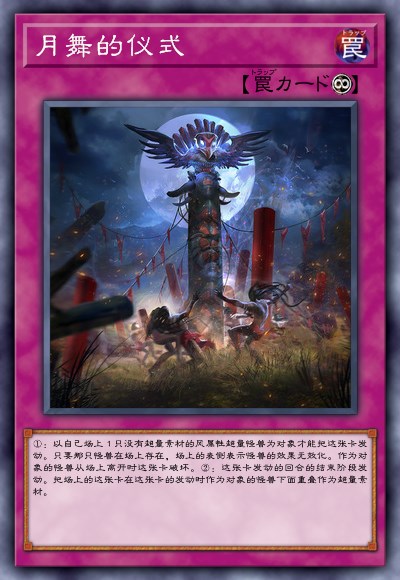 月舞的仪式
トラップ
罠
トラップ
【罠カード】
①：以自己场上1只没有超量素材的风属性超量怪兽为对象才能把这张卡发
动。只要那只怪兽在场上存在，场上的表侧表示怪兽的效果无效化。作为对
象的怪兽从场上离开时这张卡破坏。②：这张卡发动的回合的结束阶段发
动。把场上的这张卡在这张卡的发动时作为对象的怪兽下面重叠作为超量素
材。